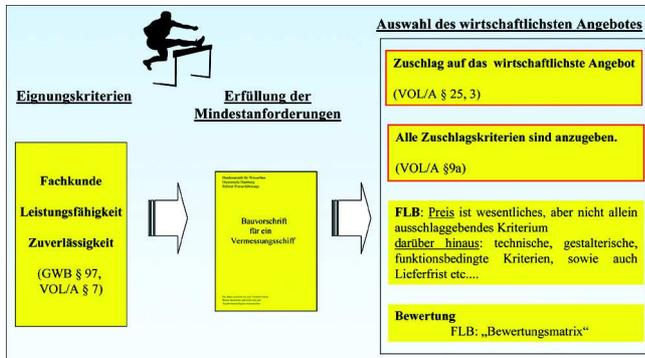 Auswahl des wirtschaftlichsten Angebotes
Eignungskriterien
Erfüllung der
Mindestanforderungen
Fachkunde
Leistungsfähigkeit
Zuverlässigkeit
(GWB § 97,
VOL/A § 7)
Bauvorschrift
für ein
Vermessungsschiff
Zuschlag auf das wirtschaftlichste Angebot
(VOL/A § 25, 3)
Alle Zuschlagskriterien sind anzugeben.
(VOL/A §9a)
FLB: Preis ist wesentliches, aber nicht allein
ausschlaggebendes Kriterium
darüber hinaus: technische, gestalterische,
funktionsbedingte Kriterien, sowie auch
Lieferfrist etc....
Bewertung
FLB: „Bewertungsmatrix“